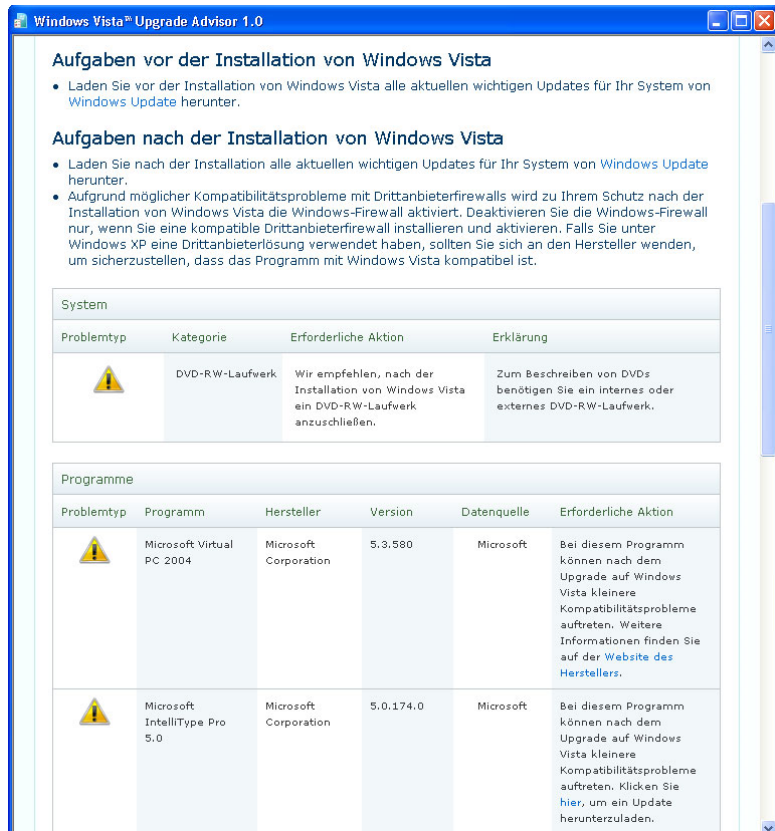 Windows Vista™ Upgrade Advisor 1.0
Aufgaben vor der Installation von Windows Vista
• Laden Sie vor der Installation von Windows Vista alle aktuellen wichtigen Updates für Ihr System von
Windows Update herunter.
Aufgaben nach der Installation von Windows Vista
• Laden Sie nach der Installation alle aktuellen wichtigen Updates für Ihr System von Windows Update
herunter.
• Aufgrund möglicher Kompatibilitätsprobleme mit Drittanbieterfirewalls wird zu Ihrem Schutz nach der
Installation von Windows Vista die Windows-Firewall aktiviert. Deaktivieren Sie die Windows-Firewall
nur, wenn Sie eine kompatible Drittanbieterfirewall installieren und aktivieren. Falls Sie unter
Windows XP eine Drittanbieterlösung verwendet haben, sollten Sie sich an den Hersteller wenden,
um sicherzustellen, dass das Programm mit Windows Vista kompatibel ist.
System
Problemtyp Kategorie Erforderliche Aktion Erklärung
DVD-RW-Laufwerk
Wir empfehlen, nach der
Installation von Windows Vista
ein DVD-RW-Laufwerk
anzuschließen.
Zum Beschreiben von DVDs
benötigen Sie ein internes oder
externes DVD-RW-Laufwerk.
Programme
Problemtyp Programm Hersteller Version Datenquelle Erforderliche Aktion
Microsoft Virtual
PC 2004
Microsoft
Corporation
5.3.580
Microsoft
Bei diesem Programm
können nach dem
Upgrade auf Windows
Vista kleinere
Kompatibilitätsprobleme
auftreten. Weitere
Informationen finden Sie
auf der Website des
Herstellers.
Microsoft
IntelliType Pro
5.0
Microsoft
Corporation
5.0.174.0
Microsoft
Bei diesem Programm
können nach dem
Upgrade auf Windows
Vista kleinere
Kompatibilitätsprobleme
auftreten. Klicken Sie
hier, um ein Update
herunterzuladen.